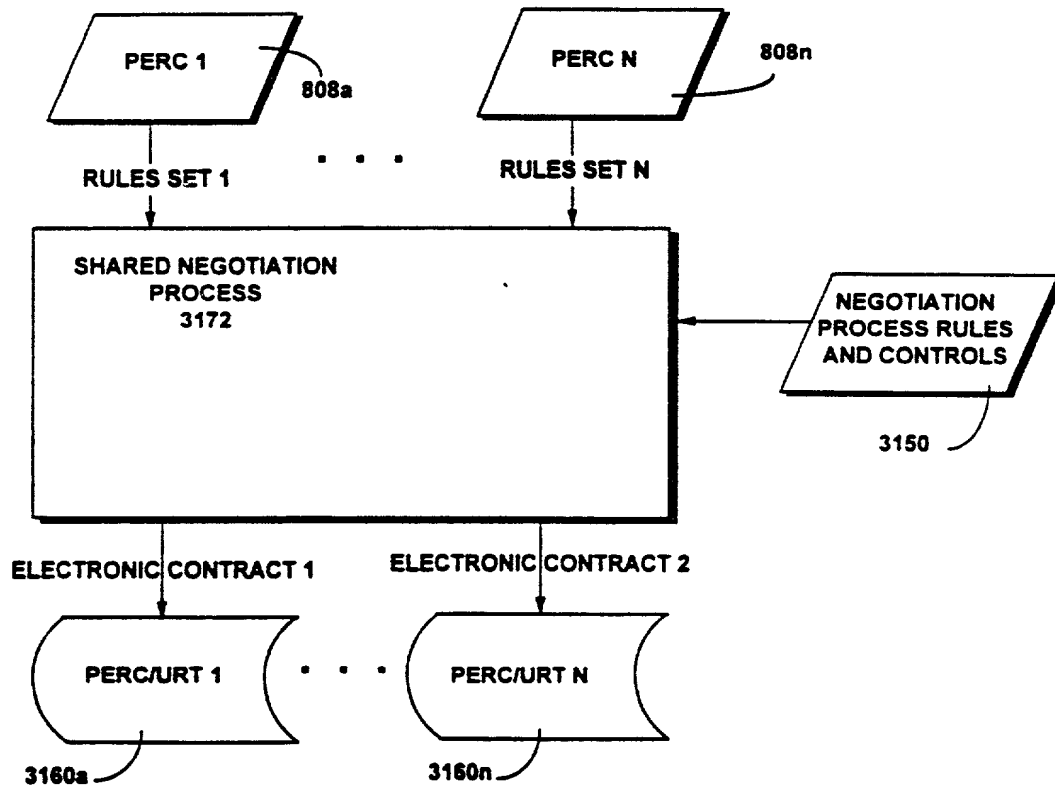 PERC 1
808a
PERC N
808n
RULES SET 1
RULES SET N
SHARED NEGOTIATION
PROCESS
3172
NEGOTIATION
PROCESS RULES
AND CONTROLS
3150
ELECTRONIC CONTRACT 1
ELECTRONIC CONTRACT 2
PERC/URT 1
PERC/URT N
3160a
3160n